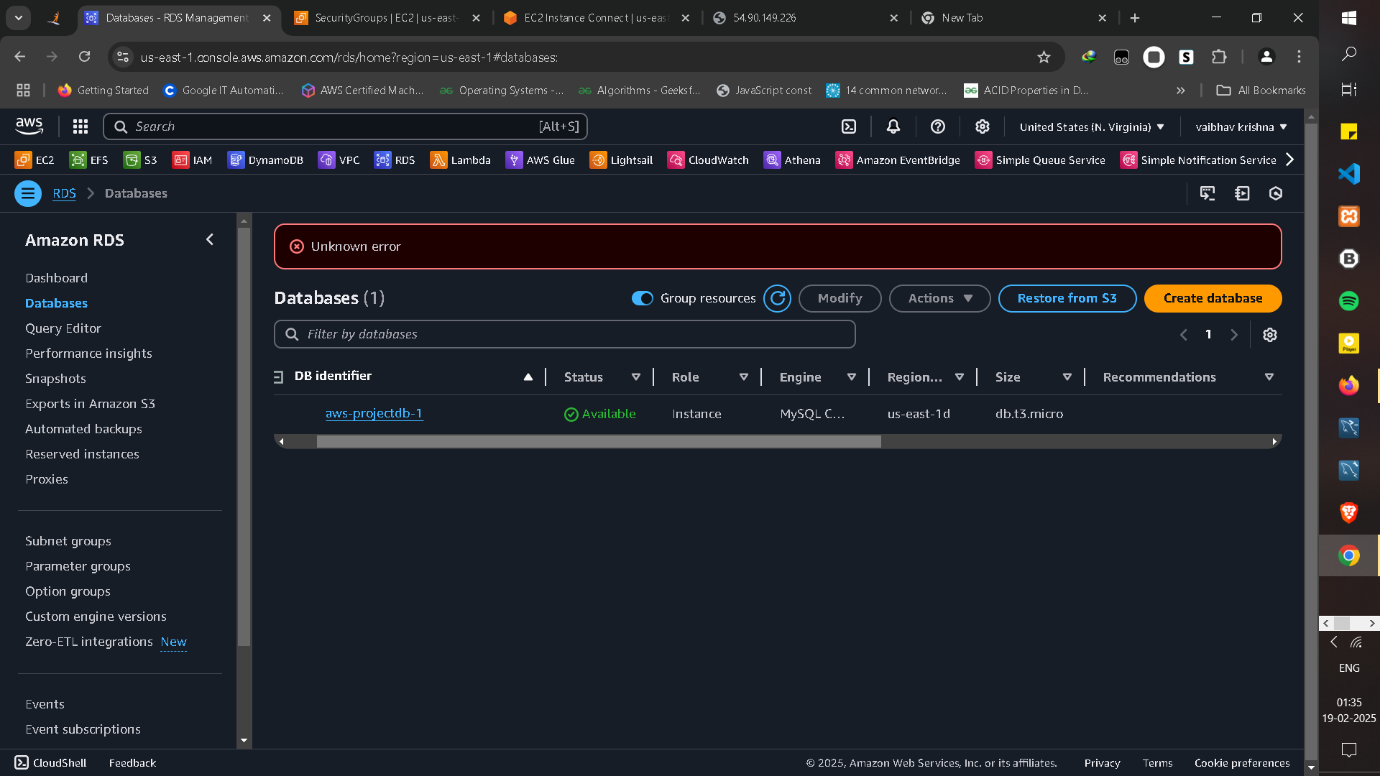 Databases - RDS Management
SecurityGroups | EC2 | us-east-
EC2 Instance Connect | us-east
54.90.149.226
New Tab
us-east-1.console.aws.amazon.com/rds/home?region=us-east-1#databases:
Getting Started
Google IT Automati...
AWS Certified Mach...
Operating Systems -...
Algorithms - Geeksf...
JavaScript const
14 common networ...
ACID Properties in D...
»
All Bookmarks
aws
Search
[Alt+S]
United States (N. Virginia)
vaibhav krishna
EC2
EFS
S3
IAM
DynamoDB
VPC
RDS
Lambda
AWS Glue
Lightsail
CloudWatch
Athena
Amazon EventBridge
Simple Queue Service
Simple Notification Service
RDS
Databases
Amazon RDS
Dashboard
Databases
Query Editor
Performance insights
Snapshots
Exports in Amazon S3
Automated backups
Reserved instances
Proxies
Subnet groups
Parameter groups
Option groups
Custom engine versions
Zero-ETL integrations New
Events
Event subscriptions
Unknown error
Databases (1)
Group resources
Modify
Actions
Restore from S3
Create database
Filter by databases
1
DB identifier
Status
Role
Engine
Region...
Size
Recommendations
aws-projectdb-1
Available
Instance
MySQL C...
us-east-1d
db.t3.micro
CloudShell
Feedback
© 2025, Amazon Web Services, Inc. or its affiliates.
Privacy
Terms
Cookie preferences
ENG
01:35
19-02-2025